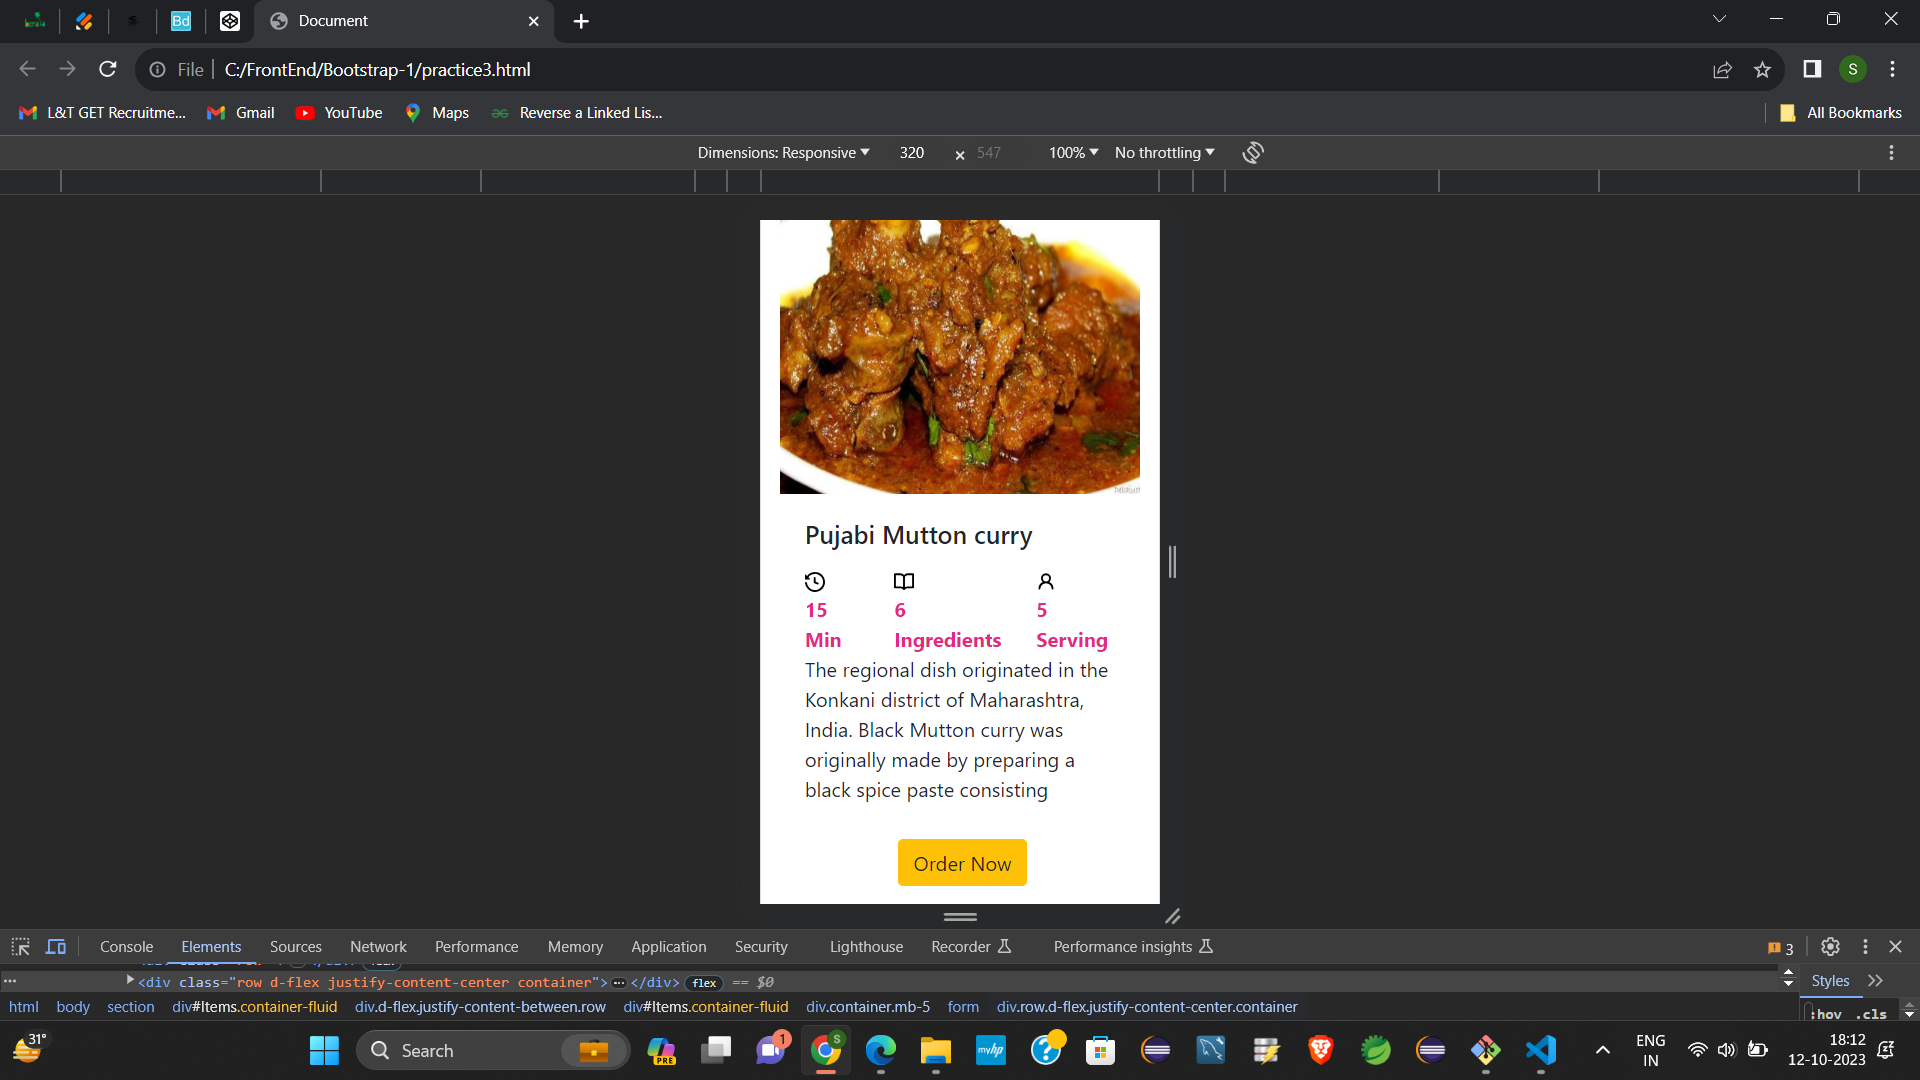 Bd
Document
File
C:/FrontEnd/Bootstrap-1/practice3.html
S
L&T GET Recruitme...
Gmail
YouTube
Maps
Reverse a Linked Lis...
All Bookmarks
Dimensions: Responsive
320
×
547
100%
No throttling
Pujabi Mutton curry
15 Min
6 Ingredients
5 Serving
The regional dish originated in the
Konkani district of Maharashtra,
India. Black Mutton curry was
originally made by preparing a
black spice paste consisting
Order Now
Console
Elements
Sources
Network
Performance
Memory
Application
Security
Lighthouse
Recorder
Performance insights
3
<div class="row d-flex justify-content-center container"> ··· </div> flex == $0
Styles
html
body
section
div#Items.container-fluid
div.d-flex.justify-content-between.row
div#Items.container-fluid
div.container.mb-5
form
div.row.d-flex.justify-content-center.container
:hov .cls
31°
Search
PRE
1
S
myhp
ENG
IN
18:12
12-10-2023